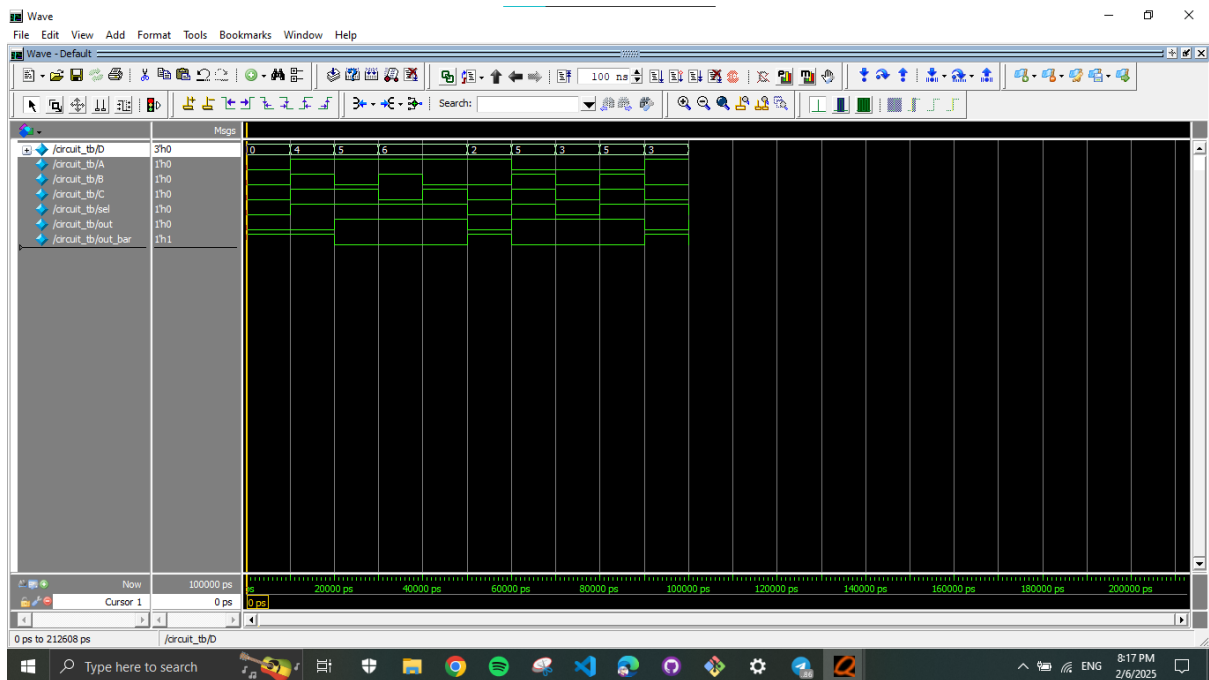 Wave
File Edit View Add Format Tools Bookmarks Window Help
Wave - Default
100 ns
Search:
Msgs
/circuit_tb/D 3'h0 0 4 5 6 2 5 3 5 3
/circuit_tb/A 1'h0
/circuit_tb/B 1'h0
/circuit_tb/C 1'h0
/circuit_tb/sel 1'h0
/circuit_tb/out 1'h0
/circuit_tb/out_bar 1'h1
Now 100000 ps ps 20000 ps 40000 ps 60000 ps 80000 ps 100000 ps 120000 ps 140000 ps 160000 ps 180000 ps 200000 ps
Cursor 1 0 ps 0 ps
0 ps to 212608 ps /circuit_tb/D
Type here to search ENG 8:17 PM
2/6/2025